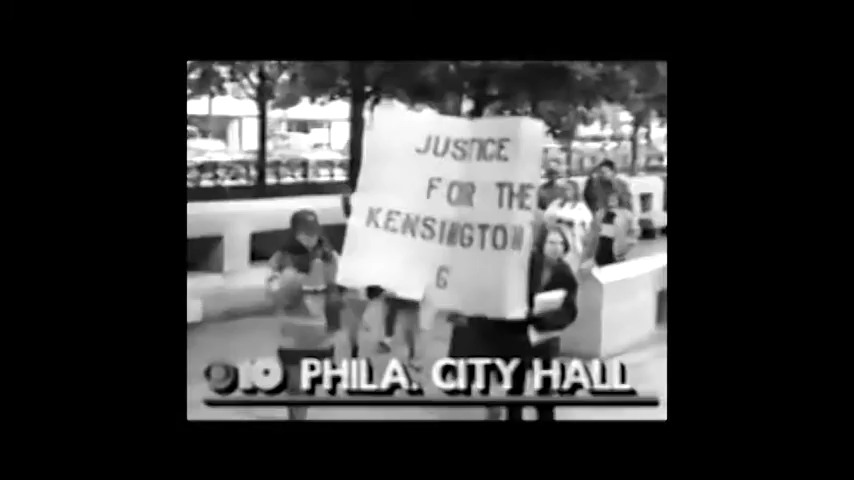 JUSTICE
FOR THE
KENSINGTON
6
10 PHILA. CITY HALL